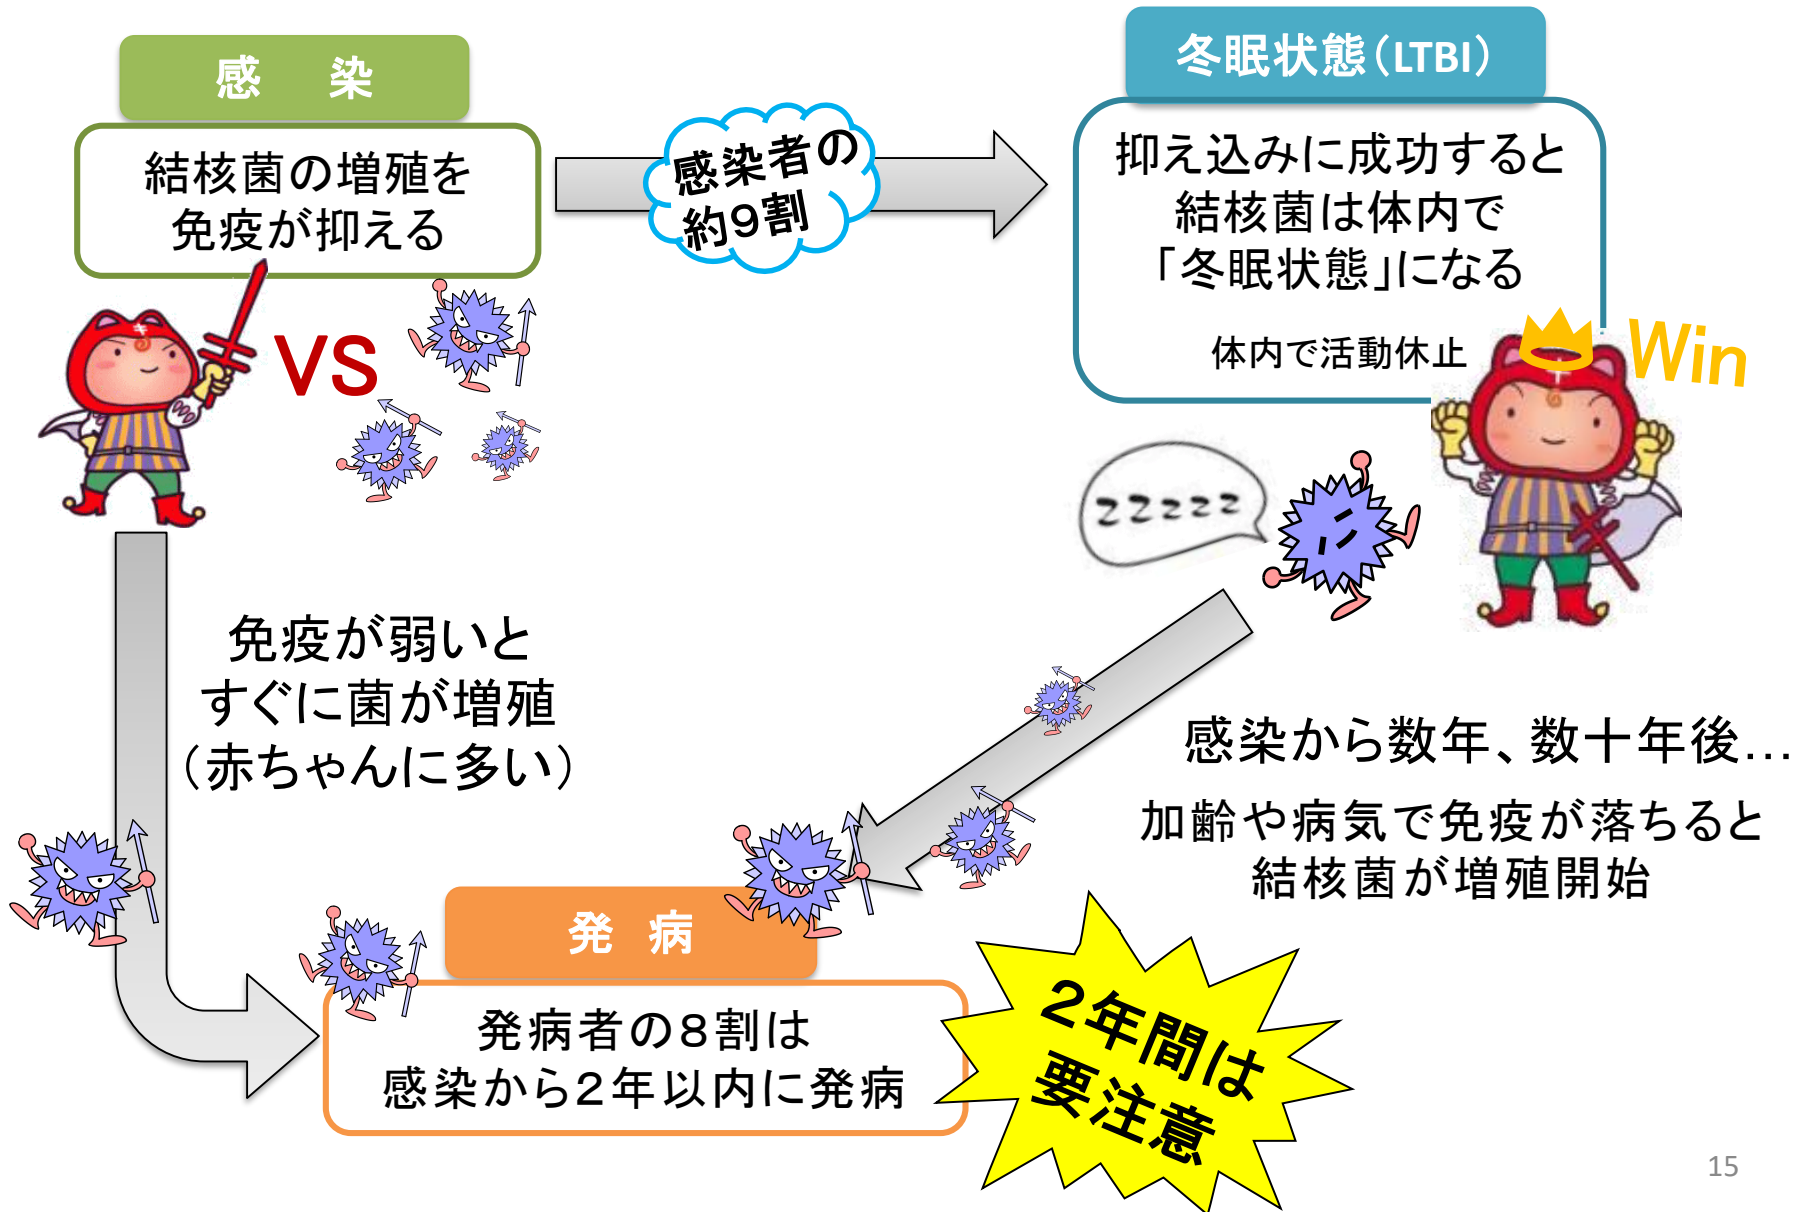 感　染
結核菌の増殖を
免疫が抑える
キ
VS
感染者の
約9割
冬眠状態（LTBI）
抑え込みに成功すると
結核菌は体内で
「冬眠状態」になる
体内で活動休止
Win
zzzzz
免疫が弱いと
すぐに菌が増殖
（赤ちゃんに多い）
感染から数年、数十年後…
加齢や病気で免疫が落ちると
結核菌が増殖開始
発 病
発病者の8割は
感染から2年以内に発病
2年間は
要注意
15